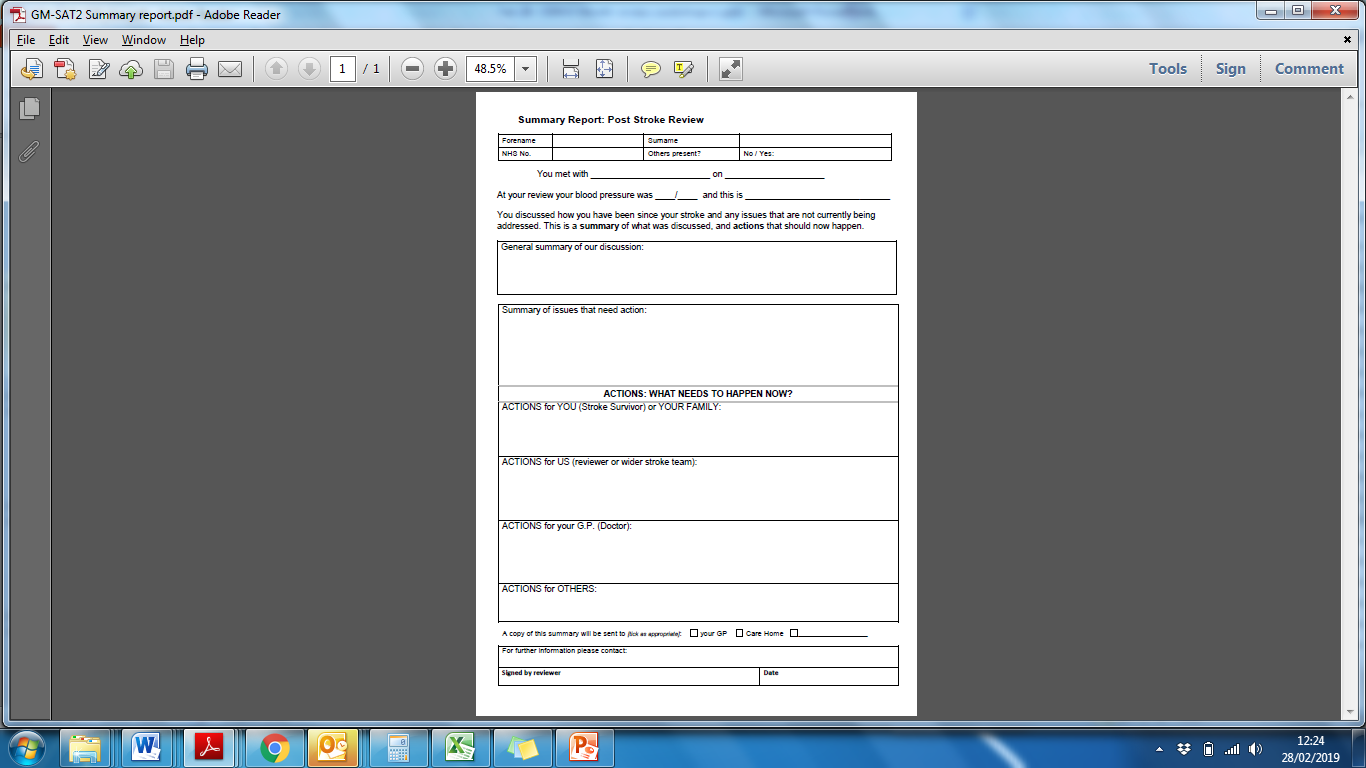 GM-SAT2 Summary report.pdf - Adobe Reader
File Edit View Window Help
1 / 1 48.5% Tools Sign Comment
Summary Report: Post Stroke Review
Forename Surname
NHS No. Others present? No / Yes:
You met with ________________________ on ____________________
At your review your blood pressure was ____/____ and this is _____________________________
You discussed how you have been since your stroke and any issues that are not currently being
addressed. This is a summary of what was discussed, and actions that should now happen.
General summary of our discussion:
Summary of issues that need action:
ACTIONS: WHAT NEEDS TO HAPPEN NOW?
ACTIONS for YOU (Stroke Survivor) or YOUR FAMILY:
ACTIONS for US (reviewer or wider stroke team):
ACTIONS for your G.P. (Doctor):
ACTIONS for OTHERS:
A copy of this summary will be sent to [tick as appropriate]: your GP Care Home __________________
For further information please contact:
Signed by reviewer Date
12:24
28/02/2019